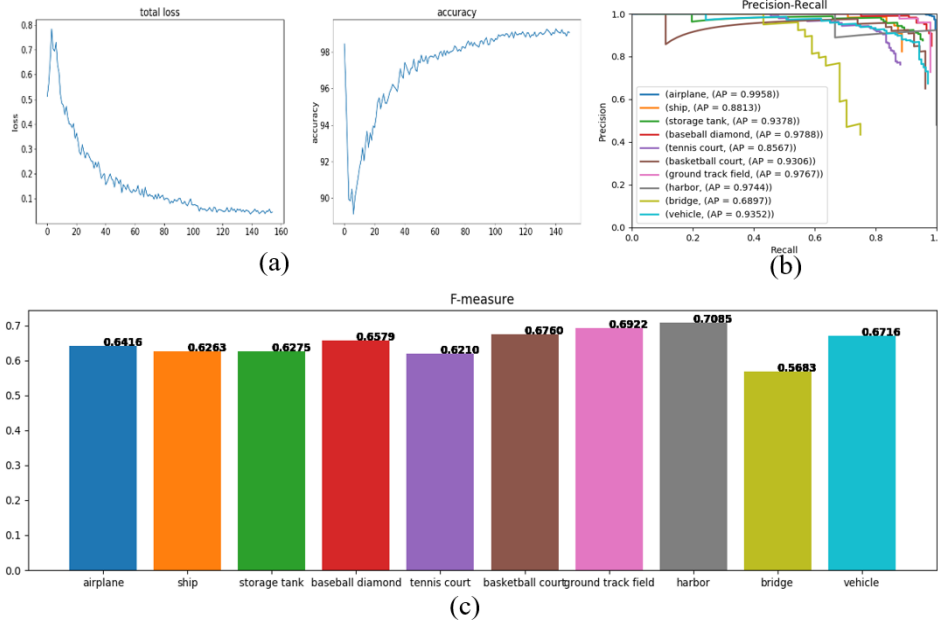 total loss
0.8
0.7
0.6
0.5
0.4
0.3
0.2
0.1
loss
0 20 40 60 80 100 120 140 160
accuracy
98
96
94
92
90
accuracy
0 20 40 60 80 100 120 140
(a)
Precision-Recall
1.0
0.8
0.6
0.4
0.2
0.0
Precision
(airplane, (AP = 0.9958))
(ship, (AP = 0.8813))
(storage tank, (AP = 0.9378))
(baseball diamond, (AP = 0.9788))
(tennis court, (AP = 0.8567))
(basketball court, (AP = 0.9306))
(ground track field, (AP = 0.9767))
(harbor, (AP = 0.9744))
(bridge, (AP = 0.6897))
(vehicle, (AP = 0.9352))
0.0 0.2 0.4 0.6 0.8 1.
Recall
(b)
F-measure
0.7
0.6
0.5
0.4
0.3
0.2
0.1
0.0
0.6416 0.6263 0.6275 0.6579 0.6210 0.6760 0.6922 0.7085 0.5683 0.6716
airplane ship storage tank baseball diamond tennis court basketball court ground track field harbor bridge vehicle
(c)